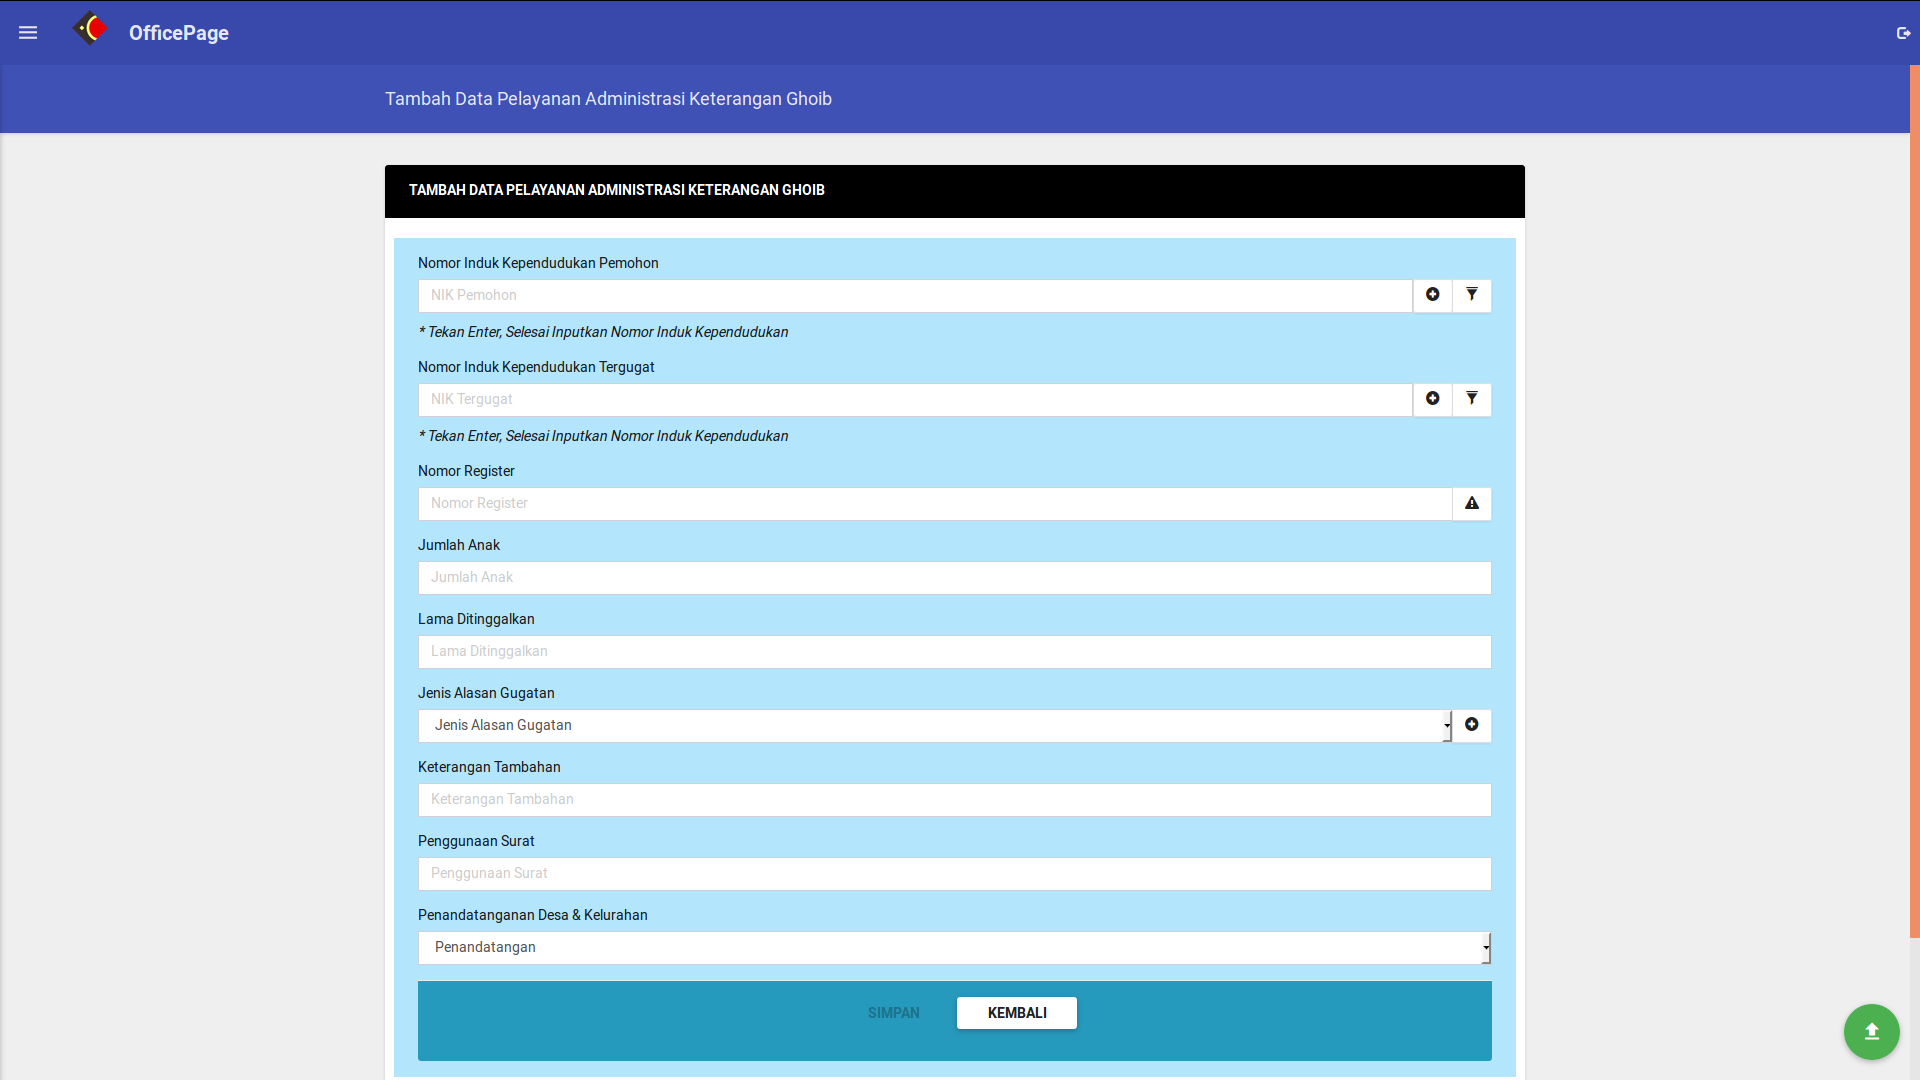 OfficePage
Tambah Data Pelayanan Administrasi Keterangan Ghoib
TAMBAH DATA PELAYANAN ADMINISTRASI KETERANGAN GHOIB
Nomor Induk Kependudukan Pemohon
NIK Pemohon
* Tekan Enter, Selesai Inputkan Nomor Induk Kependudukan
Nomor Induk Kependudukan Tergugat
NIK Tergugat
* Tekan Enter, Selesai Inputkan Nomor Induk Kependudukan
Nomor Register
Nomor Register
Jumlah Anak
Jumlah Anak
Lama Ditinggalkan
Lama Ditinggalkan
Jenis Alasan Gugatan
Jenis Alasan Gugatan
Keterangan Tambahan
Keterangan Tambahan
Penggunaan Surat
Penggunaan Surat
Penandatanganan Desa & Kelurahan
Penandatangan
SIMPAN KEMBALI